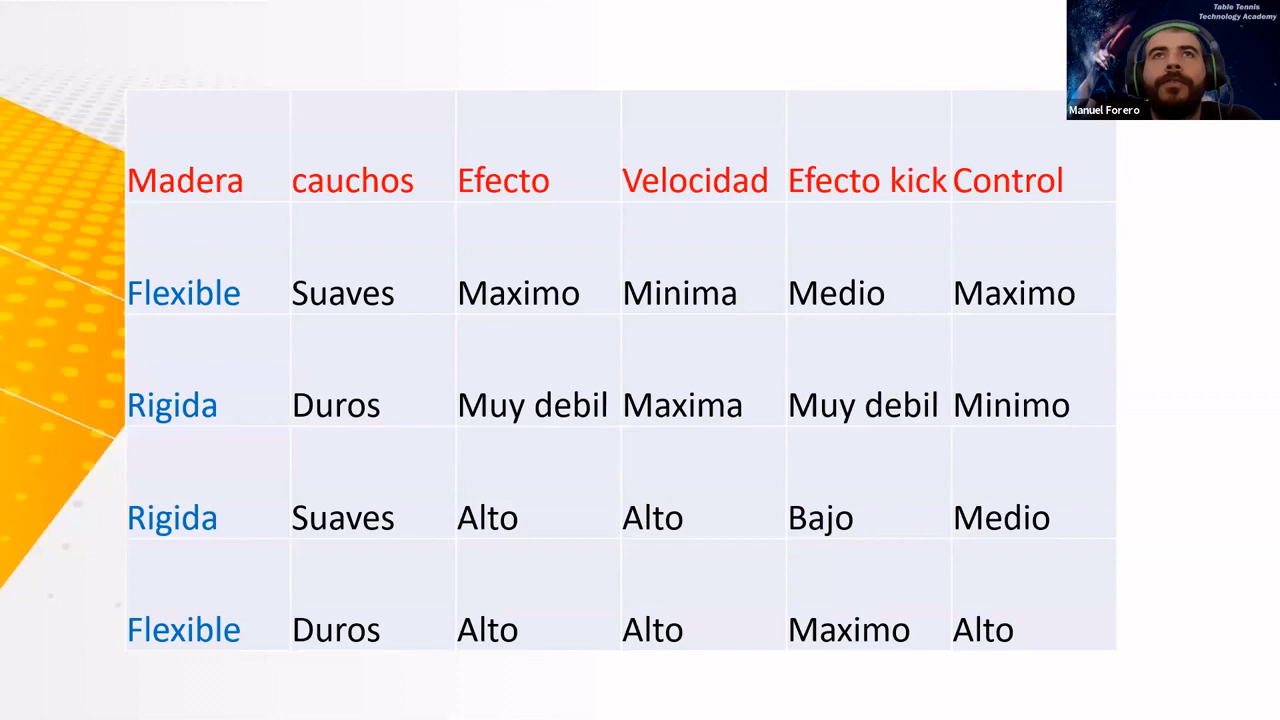 Table Tennis
Technology Academy
Manuel Forero
Madera cauchos Efecto Velocidad Efecto kick Control
Flexible Suaves Maximo Minima Medio Maximo
Rigida Duros Muy debil Maxima Muy debil Minimo
Rigida Suaves Alto Alto Bajo Medio
Flexible Duros Alto Alto Maximo Alto